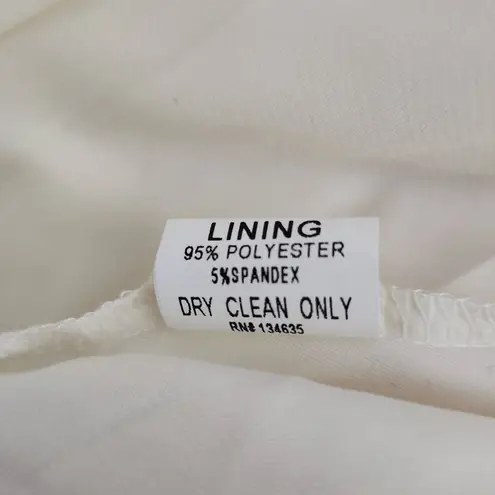 LINING
95% POLYESTER
5%SPANDEX
DRY CLEAN ONLY
RN# 134635